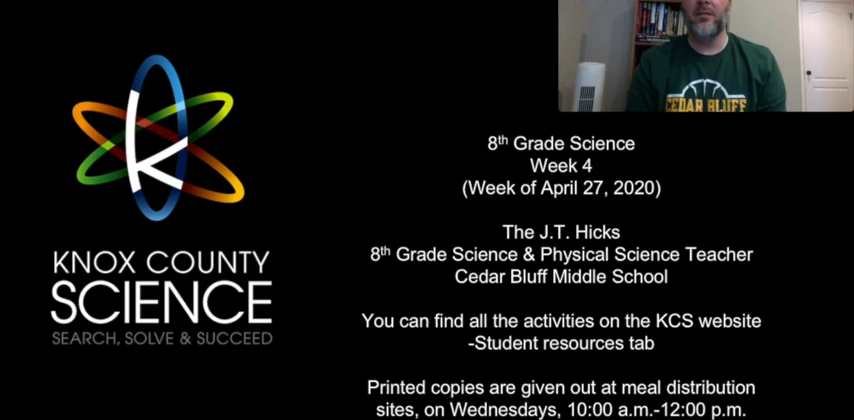 CEDAR BLUFF
KNOX COUNTY
SCIENCE
SEARCH, SOLVE & SUCCEED
8th Grade Science
Week 4
(Week of April 27, 2020)
The J.T. Hicks
8th Grade Science & Physical Science Teacher
Cedar Bluff Middle School
You can find all the activities on the KCS website
-Student resources tab
Printed copies are given out at meal distribution
sites, on Wednesdays, 10:00 a.m.-12:00 p.m.